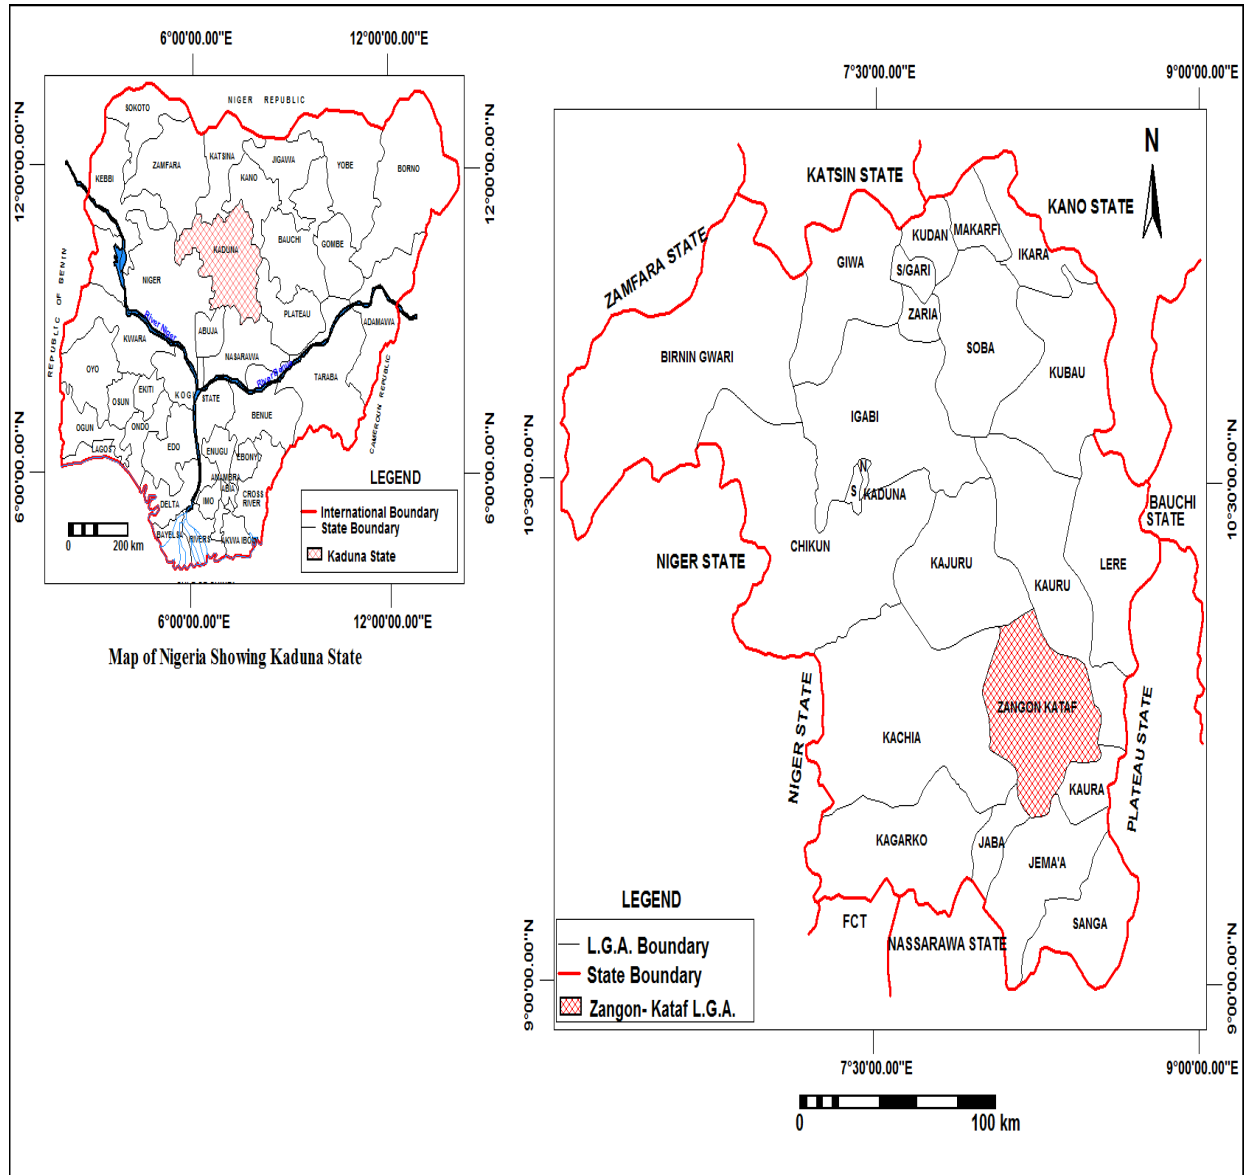 6°00'00.00"E
12°00'00.00"E
12°00'00.00"N
12°00'00.00"N
NIGER REPUBLIC
SOKOTO
ZAMFARA
KATSINA
JIGAWA
YOBE
BORNO
KEBBI
KANO
KADUNA
BAUCHI
GOMBE
REPUBLIC OF BENIN
NIGER
River Niger
ABUJA
PLATEAU
ADAMAWA
KWARA
NASARAWA
OYO
TARABA
EKITI
KOGI
STATE
OSUN
BENUE
CAMEROUN REPUBLIC
OGUN
ONDO
EDO
LAGOS
ENUGU
EBONYI
ANAMBRA
ABIA
IMO
CROSS
RIVER
DELTA
BAYELSA
RIVERS
AKWA IBOM
6°00'00.00"N
6°00'00.00"N
0
200 km
LEGEND
International Boundary
State Boundary
Kaduna State
6°00'00.00"E
12°00'00.00"E
Map of Nigeria Showing Kaduna State
7°30'00.00"E
9°00'00.00"E
N
KATSIN STATE
KANO STATE
ZAMFARA STATE
KUDAN
MAKARFI
IKARA
GIWA
S/GARI
ZARIA
SOBA
BIRNIN GWARI
KUBAU
IGABI
10°30'00.00"N
10°30'00.00"N
N
S
KADUNA
BAUCHI
STATE
CHIKUN
NIGER STATE
KAJURU
KAURU
LERE
NIGER STATE
ZANGON KATAF
PLATEAU STATE
KACHIA
KAURA
KAGARKO
JABA
JEMA'A
SANGA
FCT
NASSARAWA STATE
9°00'00.00"N
9°00'00.00"N
LEGEND
L.G.A. Boundary
State Boundary
Zangon- Kataf L.G.A.
7°30'00.00"E
9°00'00.00"E
0
100 km